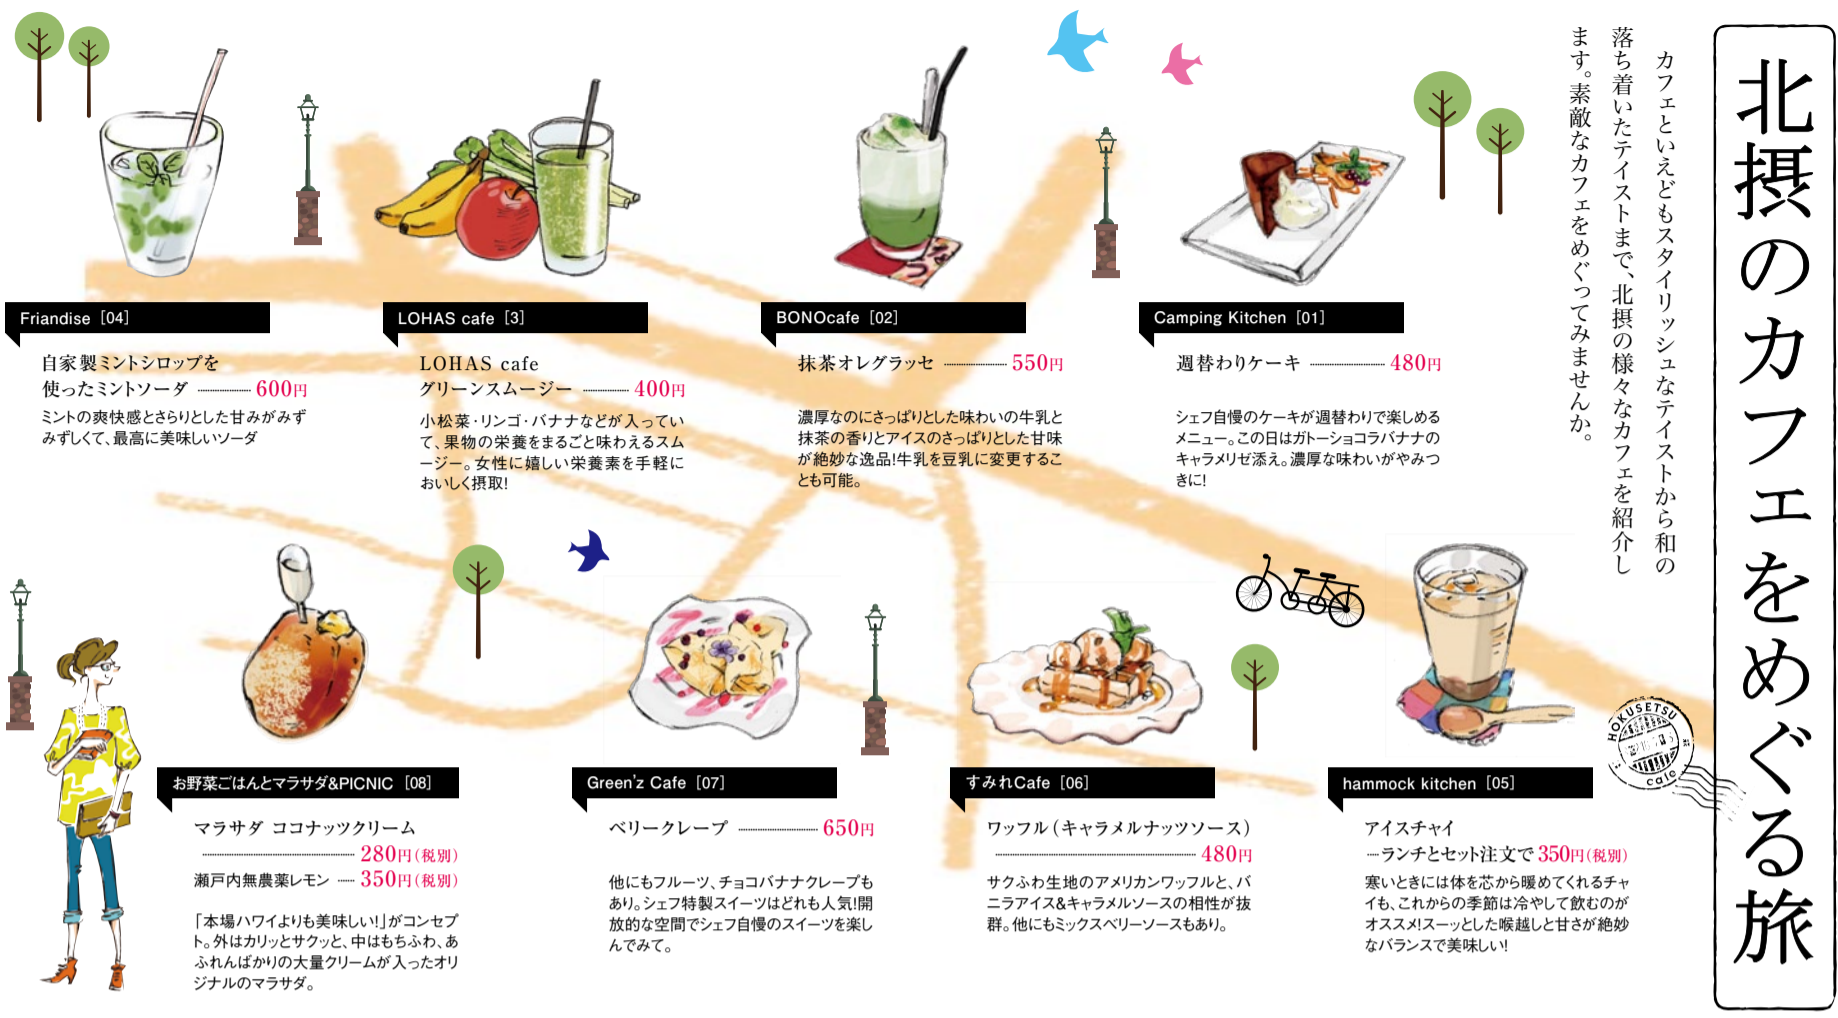 北摂のカフェをめぐる旅
カフェといえどもスタイリッシュなテイストから和の
落ち着いたテイストまで、北摂の様々なカフェを紹介し
ます。素敵なカフェをめぐってみませんか。
Camping Kitchen [01]
週替わりケーキ 480円
シェフ自慢のケーキが週替わりで楽しめる
メニュー。この日はガトーショコラバナナの
キャラメリゼ添え。濃厚な味わいがやみつ
きに!
BONOcafe [02]
抹茶オレグラッセ 550円
濃厚なのにさっぱりとした味わいの牛乳と
抹茶の香りとアイスのさっぱりとした甘味
が絶妙な逸品!牛乳を豆乳に変更するこ
とも可能。
LOHAS cafe [3]
LOHAS cafe
グリーンスムージー 400円
小松菜・リンゴ・バナナなどが入ってい
て、果物の栄養をまるごと味わえるスム
ージー。女性に嬉しい栄養素を手軽に
おいしく摂取!
Friandise [04]
自家製ミントシロップを
使ったミントソーダ 600円
ミントの爽快感とさらりとした甘みがみず
みずしくて、最高に美味しいソーダ
hammock kitchen [05]
アイスチャイ
ランチとセット注文で 350円(税別)
寒いときには体を芯から暖めてくれるチャ
イも、これからの季節は冷やして飲むのが
オススメ!スーッとした喉越しと甘さが絶妙
なバランスで美味しい!
すみれCafe [06]
ワッフル(キャラメルナッツソース)
480円
サクふわ生地のアメリカンワッフルと、バ
ニラアイス&キャラメルソースの相性が抜
群。他にもミックスベリーソースもあり。
Green'z Cafe [07]
ベリークレープ 650円
他にもフルーツ、チョコバナナクレープも
あり。シェフ特製スイーツはどれも人気!開
放的な空間でシェフ自慢のスイーツを楽し
んでみて。
お野菜ごはんとマラサダ&PICNIC [08]
マラサダ ココナッツクリーム
280円(税別)
瀬戸内無農薬レモン 350円(税別)
「本場ハワイよりも美味しい!」がコンセプ
ト。外はカリッとサクッと、中はもちふわ、あ
ふれんばかりの大量クリームが入ったオリ
ジナルのマラサダ。
HOKUSETSU
cafe